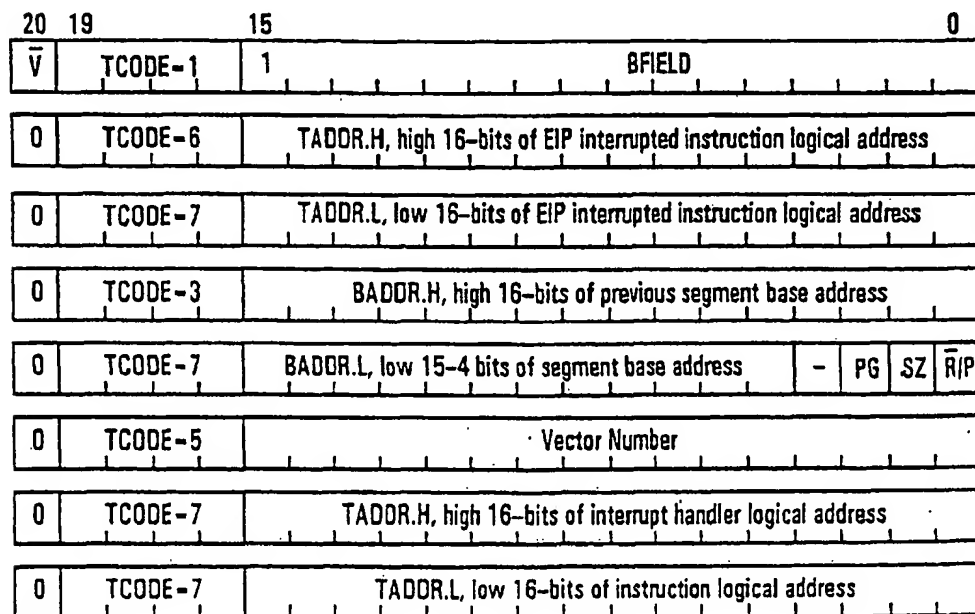 20 19 15 0
V̅ TCODE-1 1 BFIELD
0 TCODE-6 TADDR.H, high 16-bits of EIP interrupted instruction logical address
0 TCODE-7 TADDR.L, low 16-bits of EIP interrupted instruction logical address
0 TCODE-3 BADDR.H, high 16-bits of previous segment base address
0 TCODE-7 BADDR.L, low 15-4 bits of segment base address - PG SZ R̅/P
0 TCODE-5 Vector Number
0 TCODE-7 TADDR.H, high 16-bits of interrupt handler logical address
0 TCODE-7 TADDR.L, low 16-bits of instruction logical address